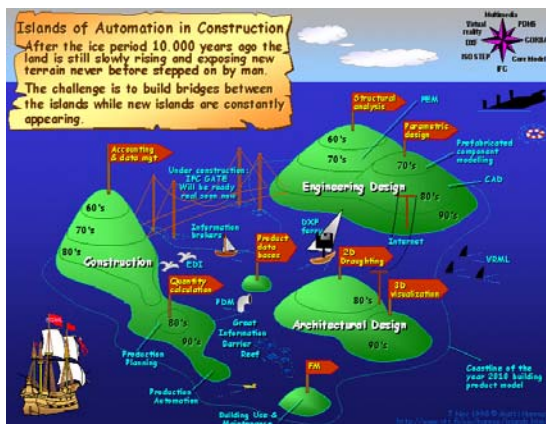 Islands of Automation in Construction
After the ice period 10.000 years ago the
land is still slowly rising and exposing new
terrain never before stepped on by man.
The challenge is to build bridges between
the islands while new islands are constantly
appearing.
Multimedia
Virtual
reality
PDMS
DXF
CORBA
ISO STEP
Core Models
IFC
Structural
analysis
FEM
Parametric
design
Prefabricated
component
modelling
CAD
60's
70's
80's
90's
Engineering Design
Accounting
& data mgt
Under construction:
IFC GATE
Will be ready
real soon now
60's
70's
80's
Construction
Information
brokers
DXF
ferry
Internet
Product
data
bases
EDI
2D
Draughting
VRML
3D
visualization
Quantity
calculation
PDM
80's
90's
80's
90's
Architectural Design
Great
Information
Barrier
Reef
Production
Planning
Production
Automation
FM
Coastline of
the year 2010 building
product model
Building Use &